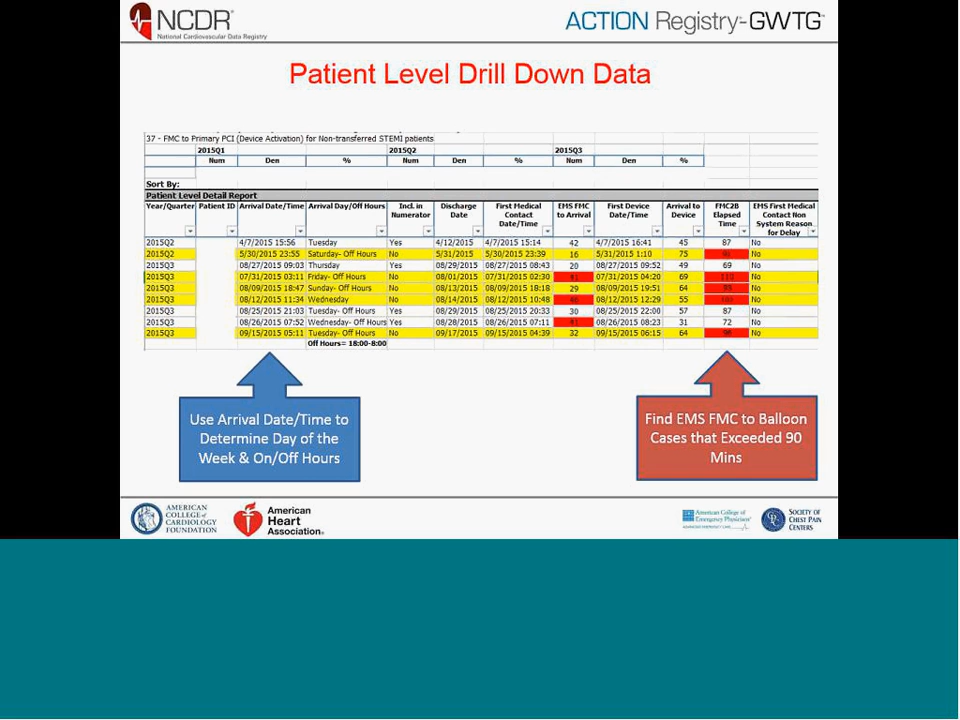 NCDR®
National Cardiovascular Data Registry
ACTION Registry-GWTG™
Patient Level Drill Down Data
37 - FMC to Primary PCI (Device Activation) for Non-transferred STEMI patients
2015Q1 2015Q2 2015Q3
Num Den % Num Den % Num Den %
Sort By:
Patient Level Detail Report
Year/Quarter Patient ID Arrival Date/Time Arrival Day/Off Hours Incl. in Numerator Discharge Date First Medical Contact Date/Time EMS FMC to Arrival First Device Date/Time Arrival to Device FMC2B Elapsed Time EMS First Medical Contact Non System Reason for Delay
2015Q2 4/7/2015 15:56 Tuesday Yes 4/12/2015 4/7/2015 15:14 42 4/7/2015 16:41 45 87 No
2015Q2 5/30/2015 23:55 Saturday- Off Hours No 5/31/2015 5/30/2015 23:39 16 5/31/2015 1:10 75 No
2015Q3 08/27/2015 09:03 Thursday Yes 08/29/2015 08/27/2015 08:43 20 08/27/2015 09:52 49 69 No
2015Q3 07/31/2015 03:11 Friday- Off Hours No 08/01/2015 07/31/2015 02:30 07/31/2015 04:20 69 110 No
2015Q3 08/09/2015 18:47 Sunday- Off Hours No 08/13/2015 08/09/2015 18:18 29 08/09/2015 19:51 64 93 No
2015Q3 08/12/2015 11:34 Wednesday No 08/14/2015 08/12/2015 10:48 08/12/2015 12:29 55 No
2015Q3 08/25/2015 21:03 Tuesday- Off Hours Yes 08/29/2015 08/25/2015 20:33 30 08/25/2015 22:00 57 87 No
2015Q3 08/26/2015 07:52 Wednesday- Off Hours Yes 08/28/2015 08/26/2015 07:11 08/26/2015 08:23 31 72 No
2015Q3 09/15/2015 05:11 Tuesday- Off Hours No 09/17/2015 09/15/2015 04:39 32 09/15/2015 06:15 64 96 No
Off Hours= 18:00-8:00
Use Arrival Date/Time to
Determine Day of the
Week & On/Off Hours
Find EMS FMC to Balloon
Cases that Exceeded 90
Mins
AMERICAN
COLLEGE of
CARDIOLOGY
FOUNDATION
American
Heart
Association®
American College of
Emergency Physicians®
SOCIETY OF
CHEST PAIN
CENTERS